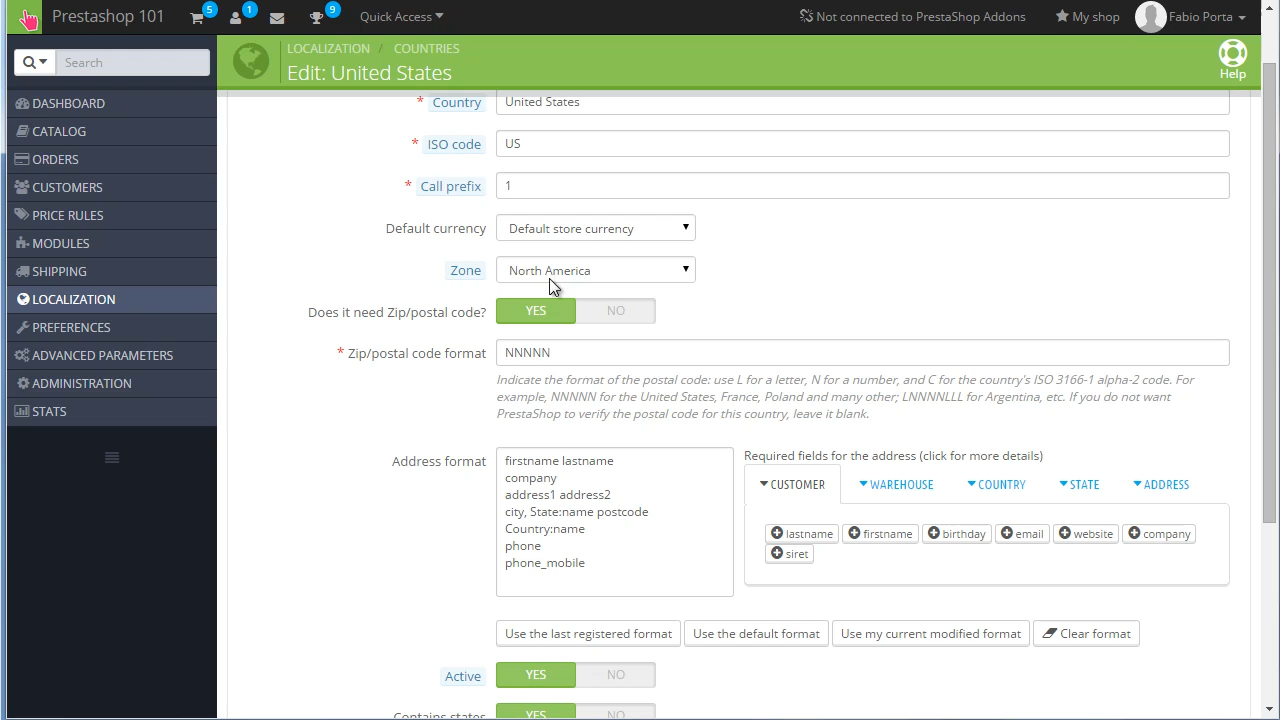 Prestashop 101
5
1
9
Quick Access
Not connected to PrestaShop Addons
My shop
Fabio Porta
Search
LOCALIZATION / COUNTRIES
Edit: United States
Help
DASHBOARD
CATALOG
ORDERS
CUSTOMERS
PRICE RULES
MODULES
SHIPPING
LOCALIZATION
PREFERENCES
ADVANCED PARAMETERS
ADMINISTRATION
STATS
* Country United States
* ISO code US
* Call prefix 1
Default currency Default store currency
Zone North America
Does it need Zip/postal code? YES NO
* Zip/postal code format NNNNN
Indicate the format of the postal code: use L for a letter, N for a number, and C for the country's ISO 3166-1 alpha-2 code. For
example, NNNNN for the United States, France, Poland and many other; LNNNNLLL for Argentina, etc. If you do not want
PrestaShop to verify the postal code for this country, leave it blank.
Address format
firstname lastname
company
address1 address2
city, State:name postcode
Country:name
phone
phone_mobile
Required fields for the address (click for more details)
CUSTOMER WAREHOUSE COUNTRY STATE ADDRESS
lastname firstname birthday email website company
siret
Use the last registered format Use the default format Use my current modified format Clear format
Active YES NO
Contains states YES NO